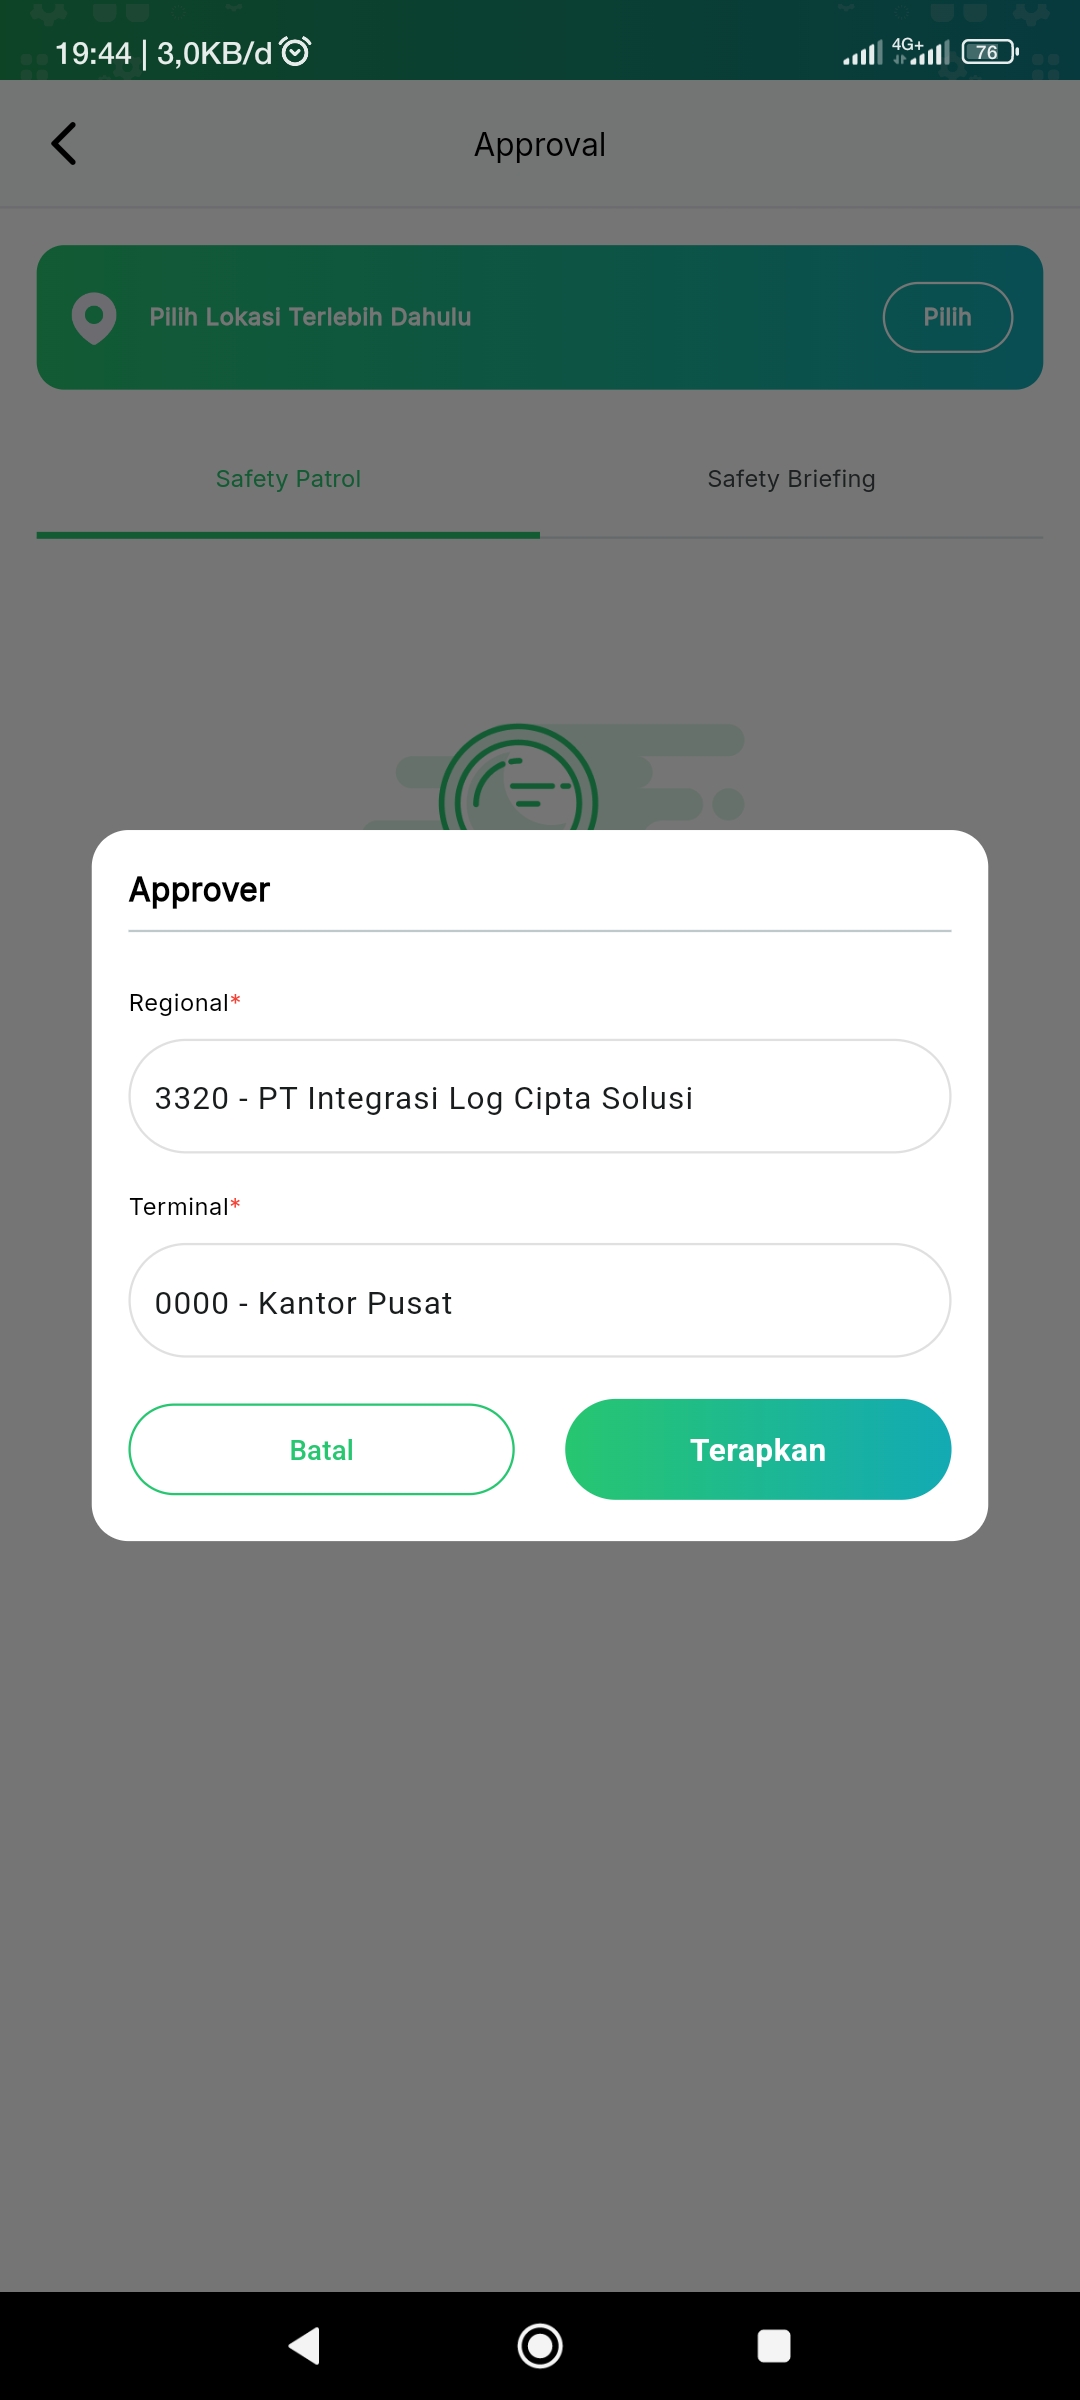 19:44 | 3,0KB/d
4G+
76
Approval
Pilih Lokasi Terlebih Dahulu
Pilih
Safety Patrol
Safety Briefing
Approver
Regional*
3320 - PT Integrasi Log Cipta Solusi
Terminal*
0000 - Kantor Pusat
Batal
Terapkan